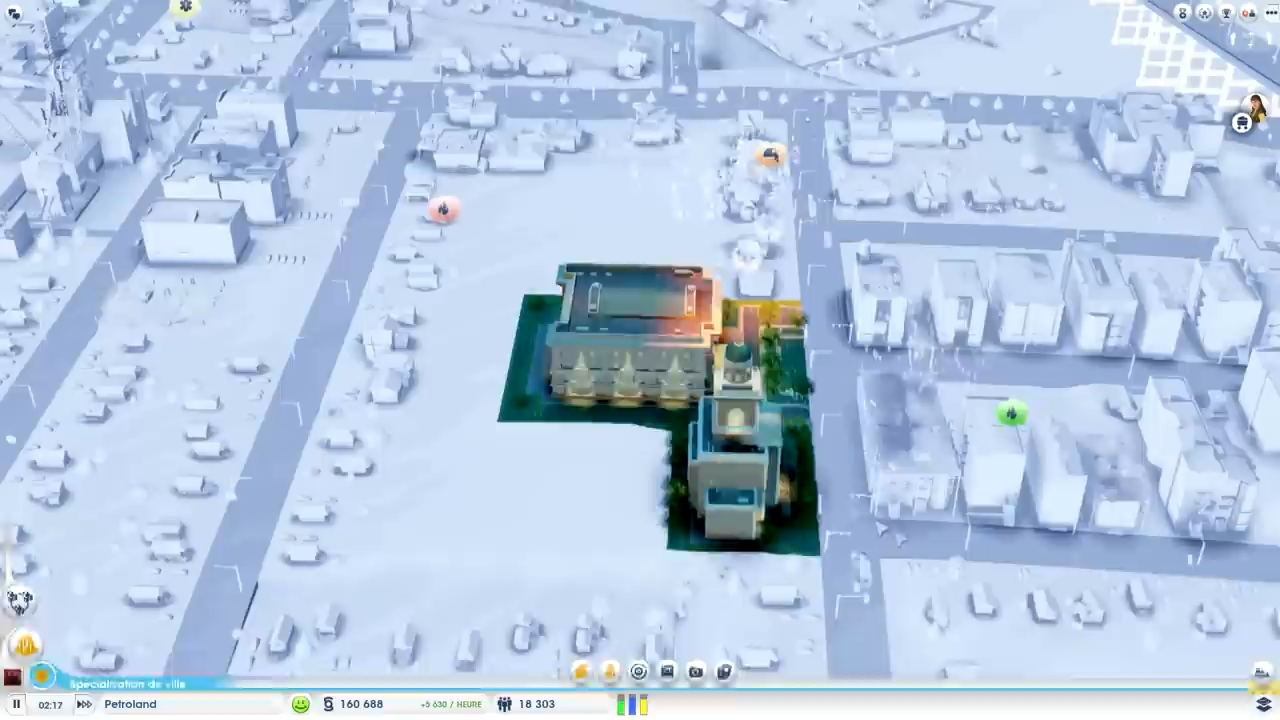 Spécialisation de ville
02:17 Petroland 160 688 +5 630 / HEURE 18 303